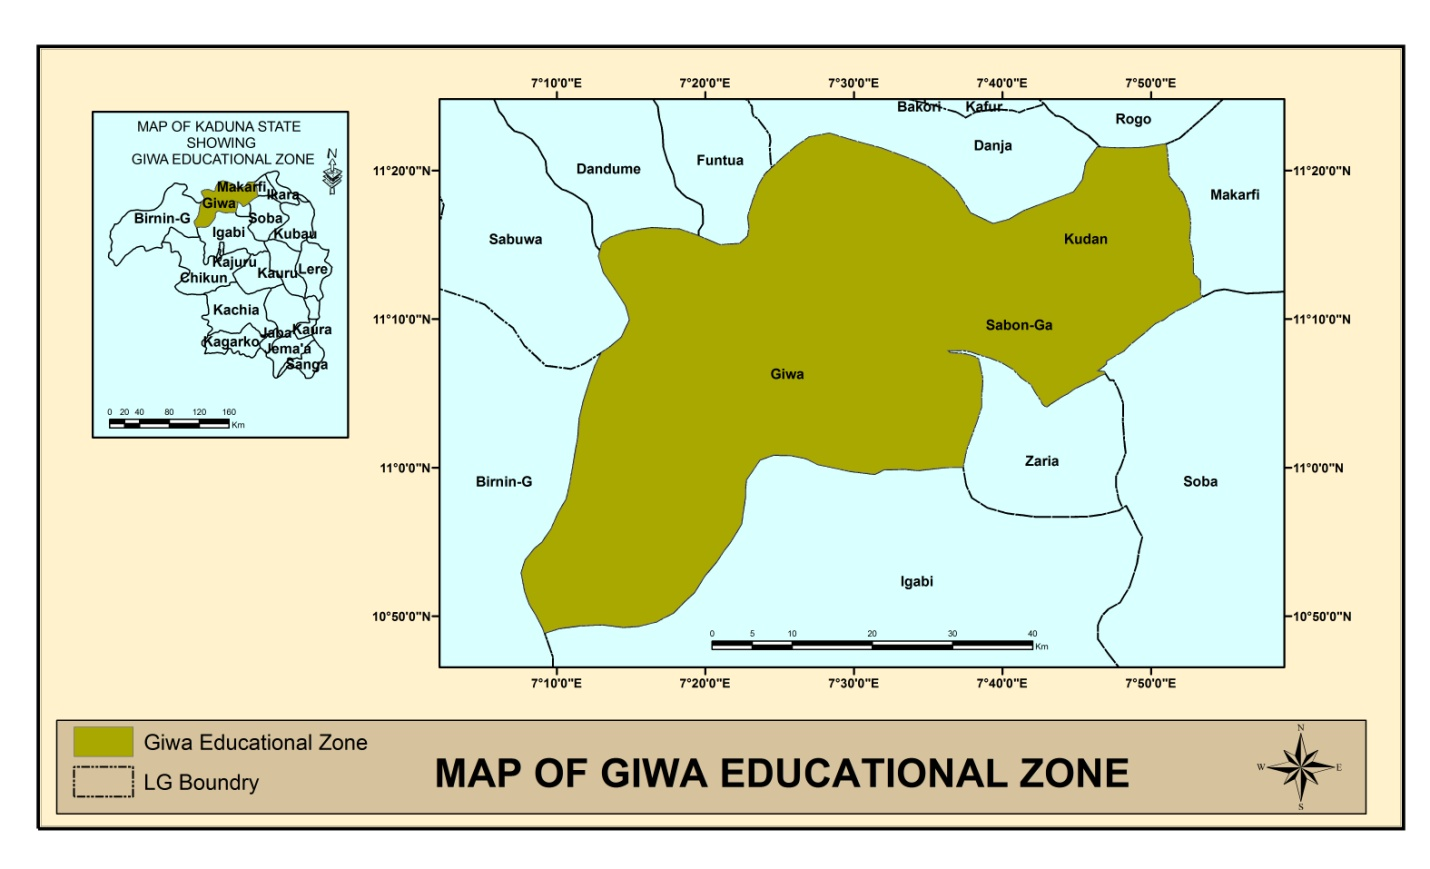 MAP OF KADUNA STATE
SHOWING
GIWA EDUCATIONAL ZONE
N
Makarfi
Ikara
Giwa
Birnin-G
Soba
Igabi
Kubau
Kajuru
Chikun
Kauru
Lere
Kachia
Jaba
Kaura
Kagarko
Jema'a
Sanga
0 20 40 80 120 160
Km
7°10'0"E 7°20'0"E 7°30'0"E 7°40'0"E 7°50'0"E
Bakori Kafur
Rogo
Danja
Funtua
Dandume
11°20'0"N 11°20'0"N
Makarfi
Sabuwa
Kudan
11°10'0"N 11°10'0"N
Sabon-Ga
Giwa
Zaria
11°0'0"N 11°0'0"N
Birnin-G
Soba
Igabi
10°50'0"N 10°50'0"N
0 5 10 20 30 40
Km
7°10'0"E 7°20'0"E 7°30'0"E 7°40'0"E 7°50'0"E
Giwa Educational Zone
LG Boundry
MAP OF GIWA EDUCATIONAL ZONE
N
W E
S